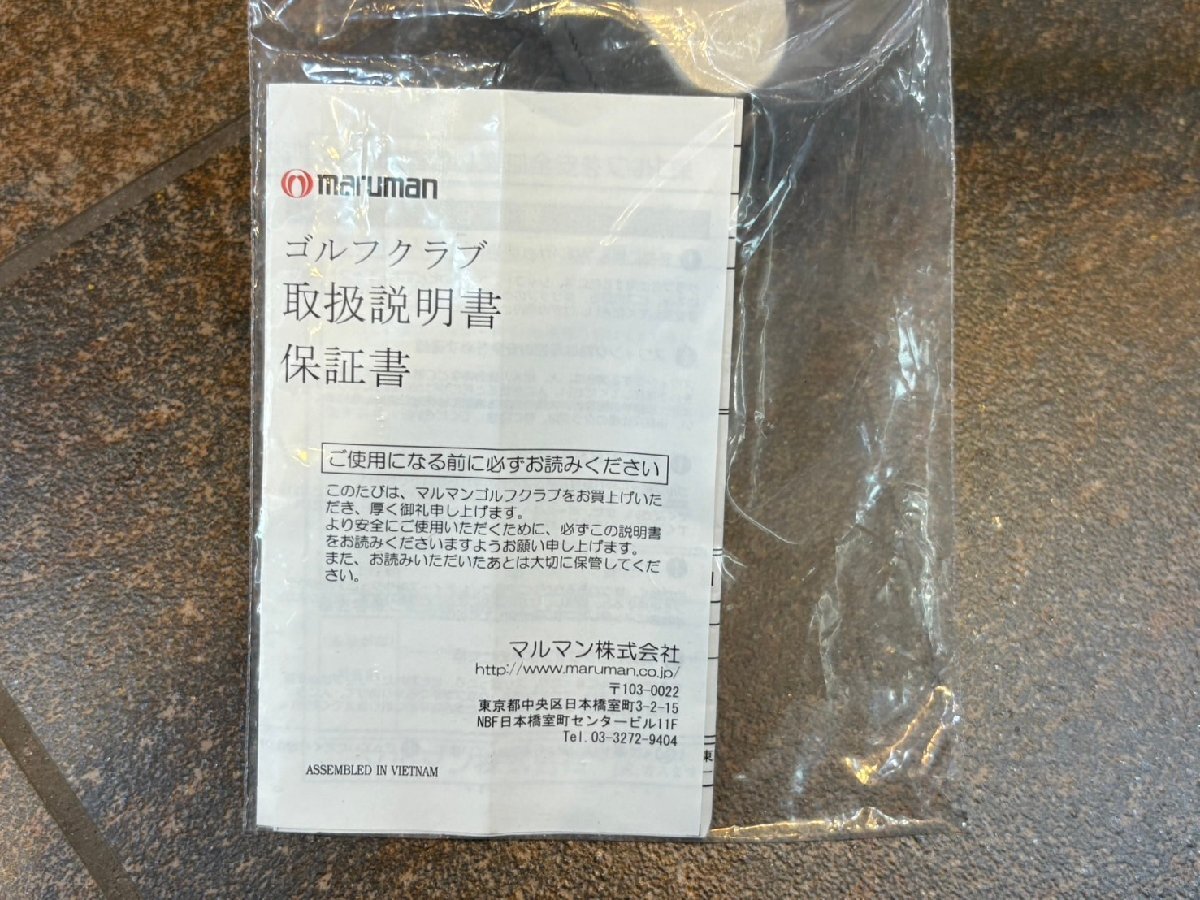 maruman
ゴルフクラブ
取扱説明書
保証書
ご使用になる前に必ずお読みください
このたびは、マルマンゴルフクラブをお買上げいた
だき、厚く御礼申し上げます。
より安全にご使用いただくために、必ずこの説明書
をお読みくださいますようお願い申し上げます。
また、お読みいただいたあとは大切に保管してくだ
さい。
マルマン株式会社
http://www.maruman.co.jp/
〒103-0022
東京都中央区日本橋室町3-2-15
NBF日本橋室町センタービル11F
Tel.03-3272-9404
ASSEMBLED IN VIETNAM
東